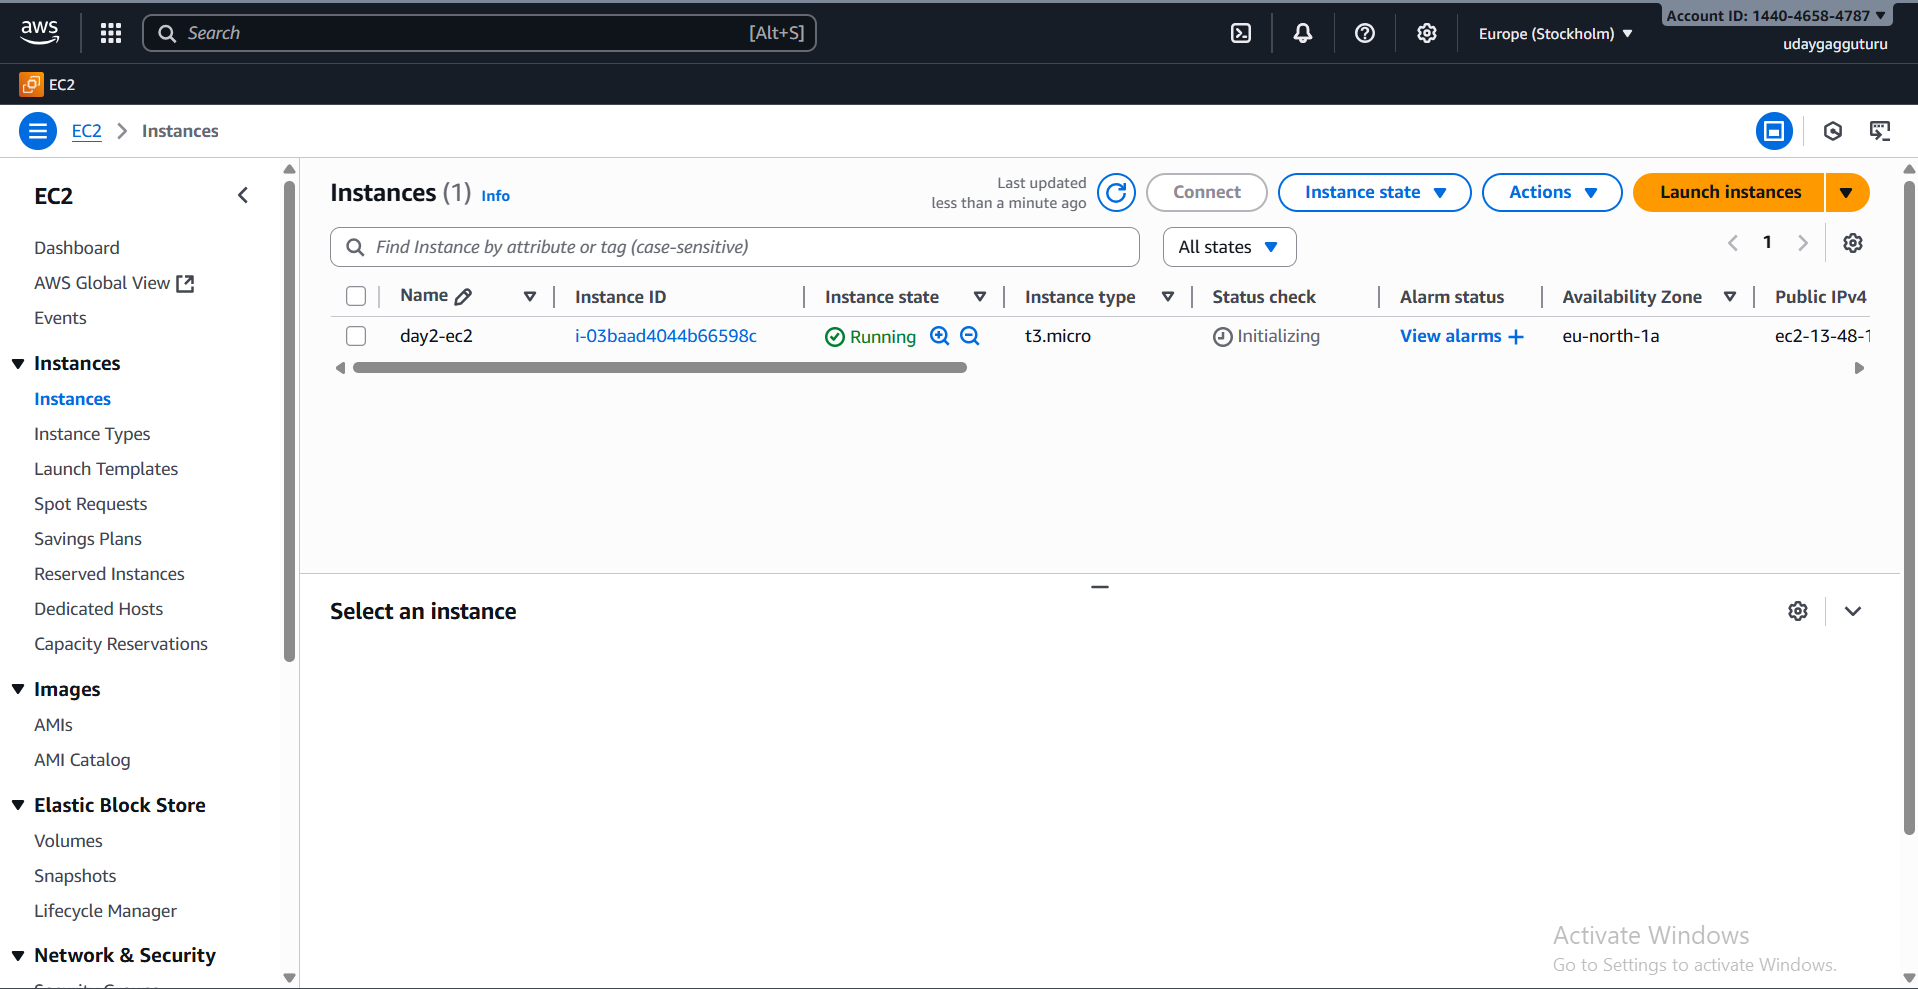 aws
Search
[Alt+S]
Europe (Stockholm)
Account ID: 1440-4658-4787
udaygagguturu
EC2
EC2
Instances
EC2
Dashboard
AWS Global View
Events
Instances
Instances
Instance Types
Launch Templates
Spot Requests
Savings Plans
Reserved Instances
Dedicated Hosts
Capacity Reservations
Images
AMIs
AMI Catalog
Elastic Block Store
Volumes
Snapshots
Lifecycle Manager
Network & Security
Instances (1) Info
Last updated
less than a minute ago
Connect
Instance state
Actions
Launch instances
Find Instance by attribute or tag (case-sensitive)
All states
1
Name Instance ID Instance state Instance type Status check Alarm status Availability Zone Public IPv4
day2-ec2 i-03baad4044b66598c Running t3.micro Initializing View alarms + eu-north-1a ec2-13-48-1
Select an instance
Activate Windows
Go to Settings to activate Windows.